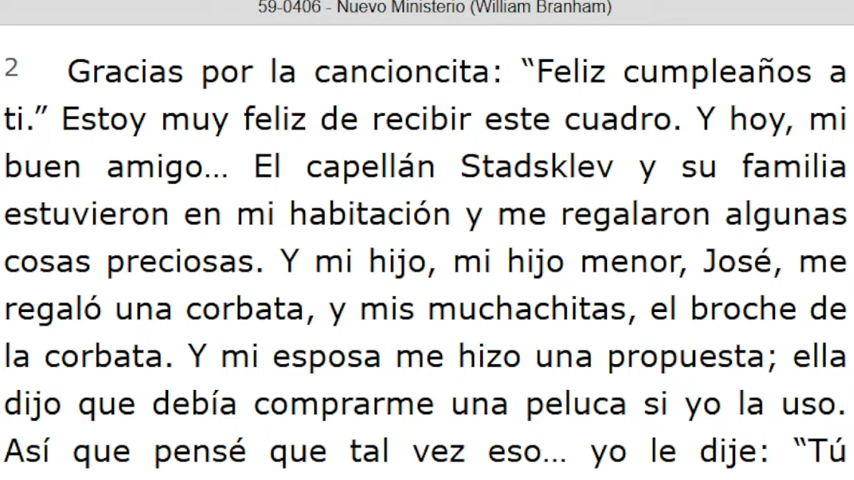 59-0406 - Nuevo Ministerio (William Branham)
2 Gracias por la cancioncita: “Feliz cumpleaños a
ti.” Estoy muy feliz de recibir este cuadro. Y hoy, mi
buen amigo… El capellán Stadsklev y su familia
estuvieron en mi habitación y me regalaron algunas
cosas preciosas. Y mi hijo, mi hijo menor, José, me
regaló una corbata, y mis muchachitas, el broche de
la corbata. Y mi esposa me hizo una propuesta; ella
dijo que debía comprarme una peluca si yo la uso.
Así que pensé que tal vez eso… yo le dije: “Tú